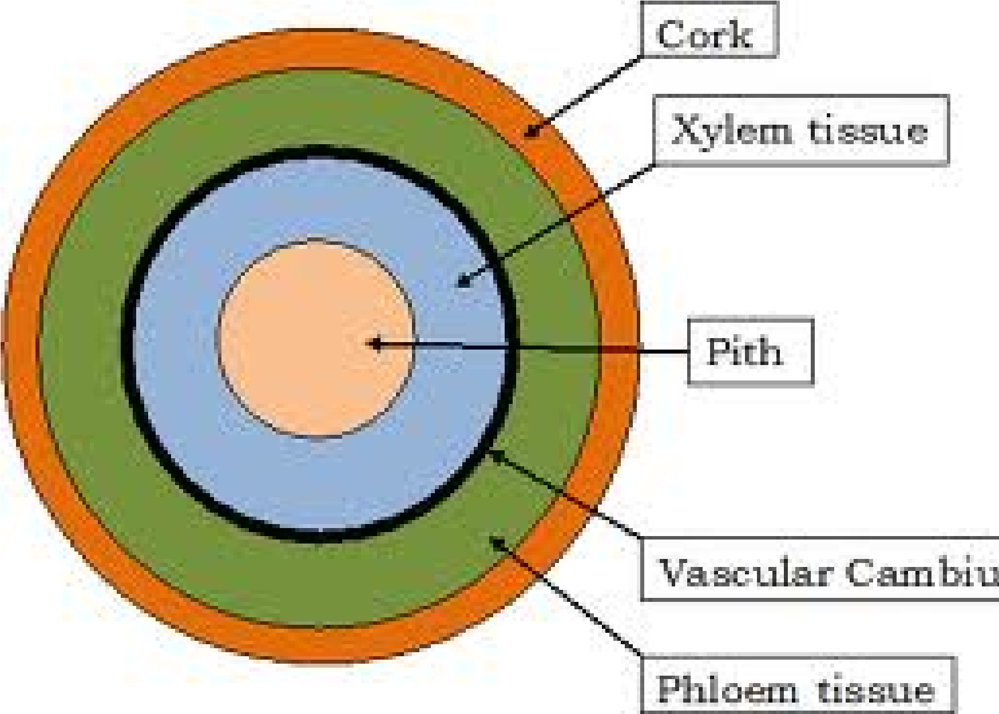 Cork
Xylem tissue
Pith
Vascular Cambiu
Phloem tissue